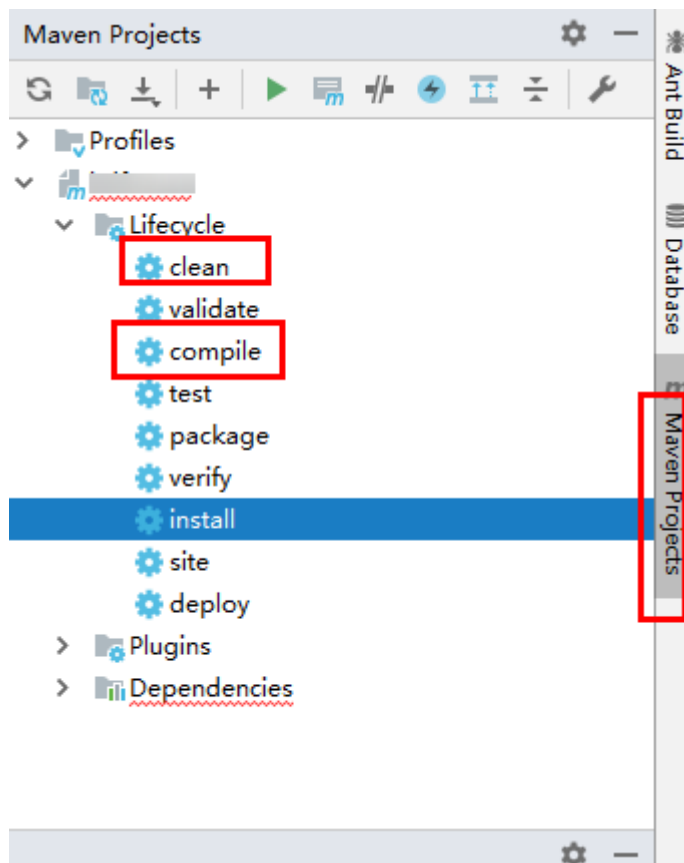 Maven Projects
Profiles
Lifecycle
clean
validate
compile
test
package
verify
install
site
deploy
Plugins
Dependencies
Ant Build
Database
Maven Projects